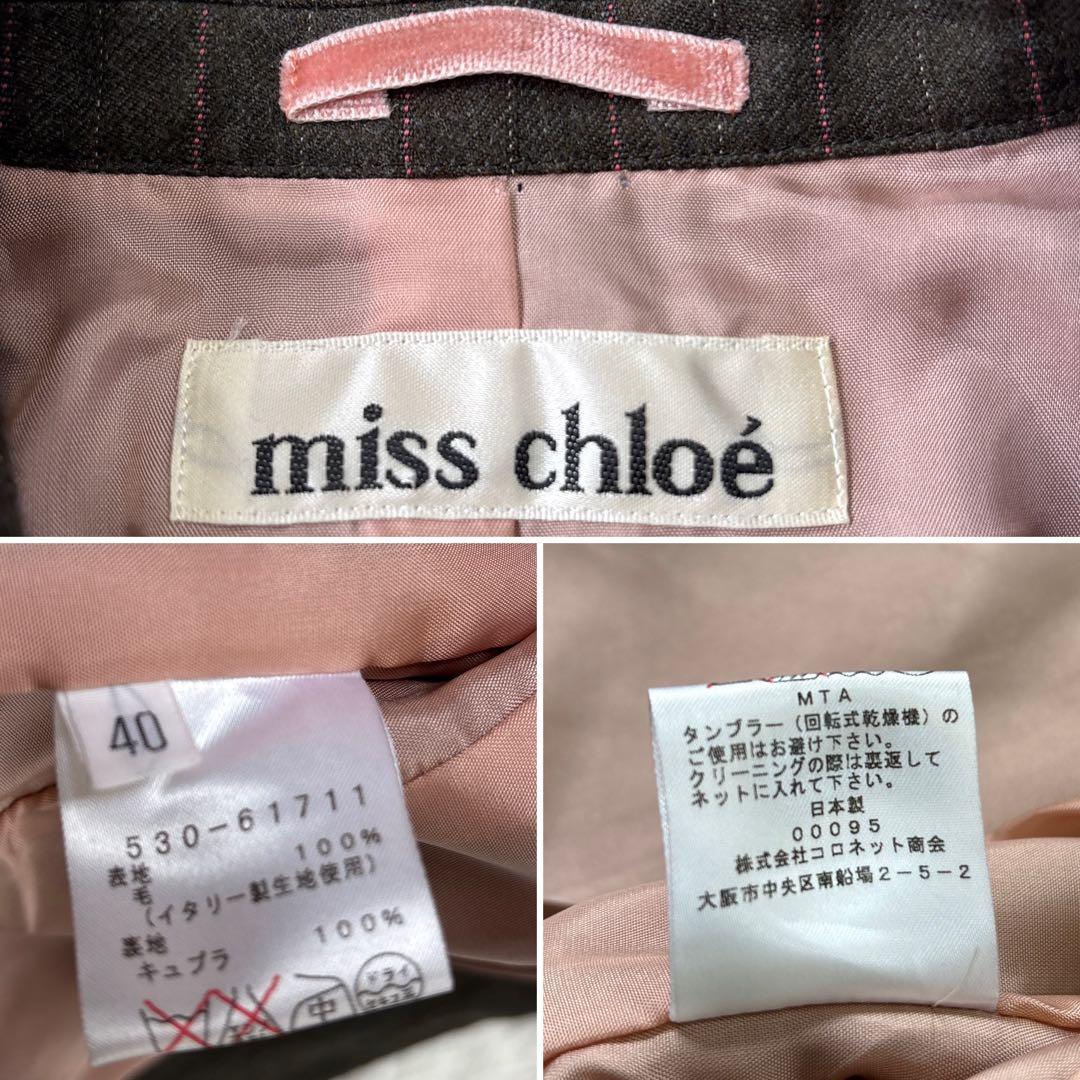 miss chloé
40
530-61711
表地 100%
毛
(イタリー製生地使用)
裏地 100%
キュプラ
中
ドライ
MTA
タンブラー(回転式乾燥機)の
ご使用はお避け下さい。
クリーニングの際は裏返して
ネットに入れて下さい。
日本製
00095
株式会社コロネット商会
大阪市中央区南船場2-5-2